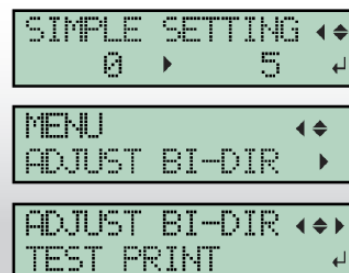 SIMPLE SETTING
0 5
MENU
ADJUST BI-DIR
ADJUST BI-DIR
TEST PRINT